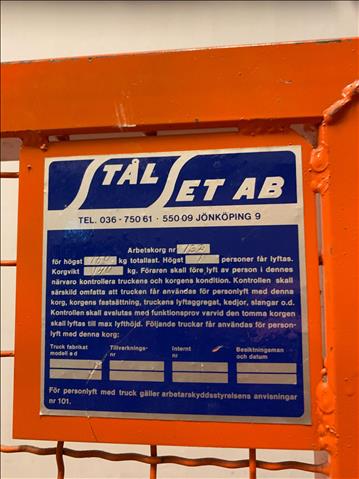 STÅL SET AB
TEL. 036 - 750 61 · 550 09 JÖNKÖPING 9
Arbetskorg nr
för högst kg totallast. Högst personer får lyftas.
Korgvikt kg. Föraren skall före lyft av person i dennes
närvaro kontrollera truckens och korgens kondition. Kontrollen skall
särskild omfatta att trucken får användas för personlyft med denna
korg, korgens fastsättning, truckens lyftaggregat, kedjor, slangar o.d.
Kontrollen skall avslutas med funktionsprov varvid den tomma korgen
skall lyftas till max lyfthöjd. Följande truckar får användas för person-
lyft med denna korg:
Truck fabrikat Tillverknings- Internt Besiktningsman
modell a d nr nr och datum
För personlyft med truck gäller arbetarskyddsstyrelsens anvisningar
nr 101.